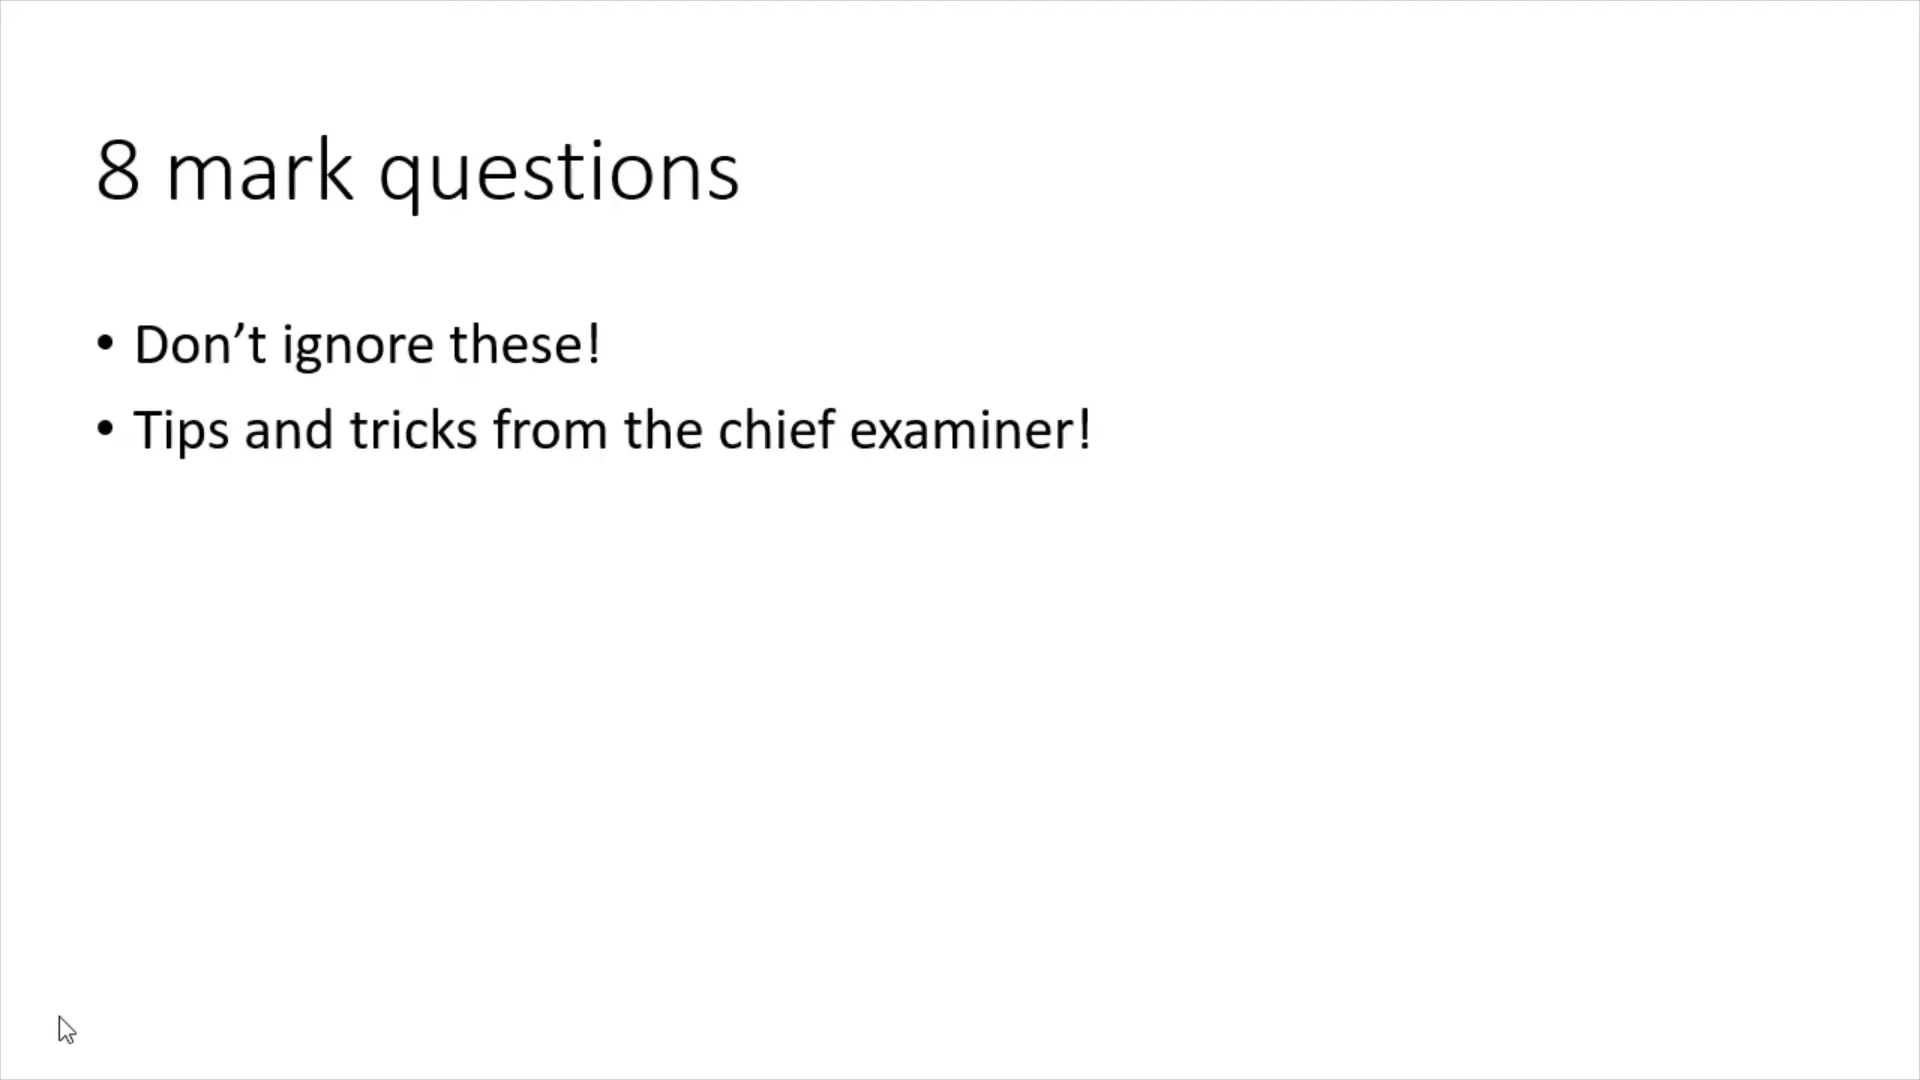 8 mark questions
• Don’t ignore these!
• Tips and tricks from the chief examiner!